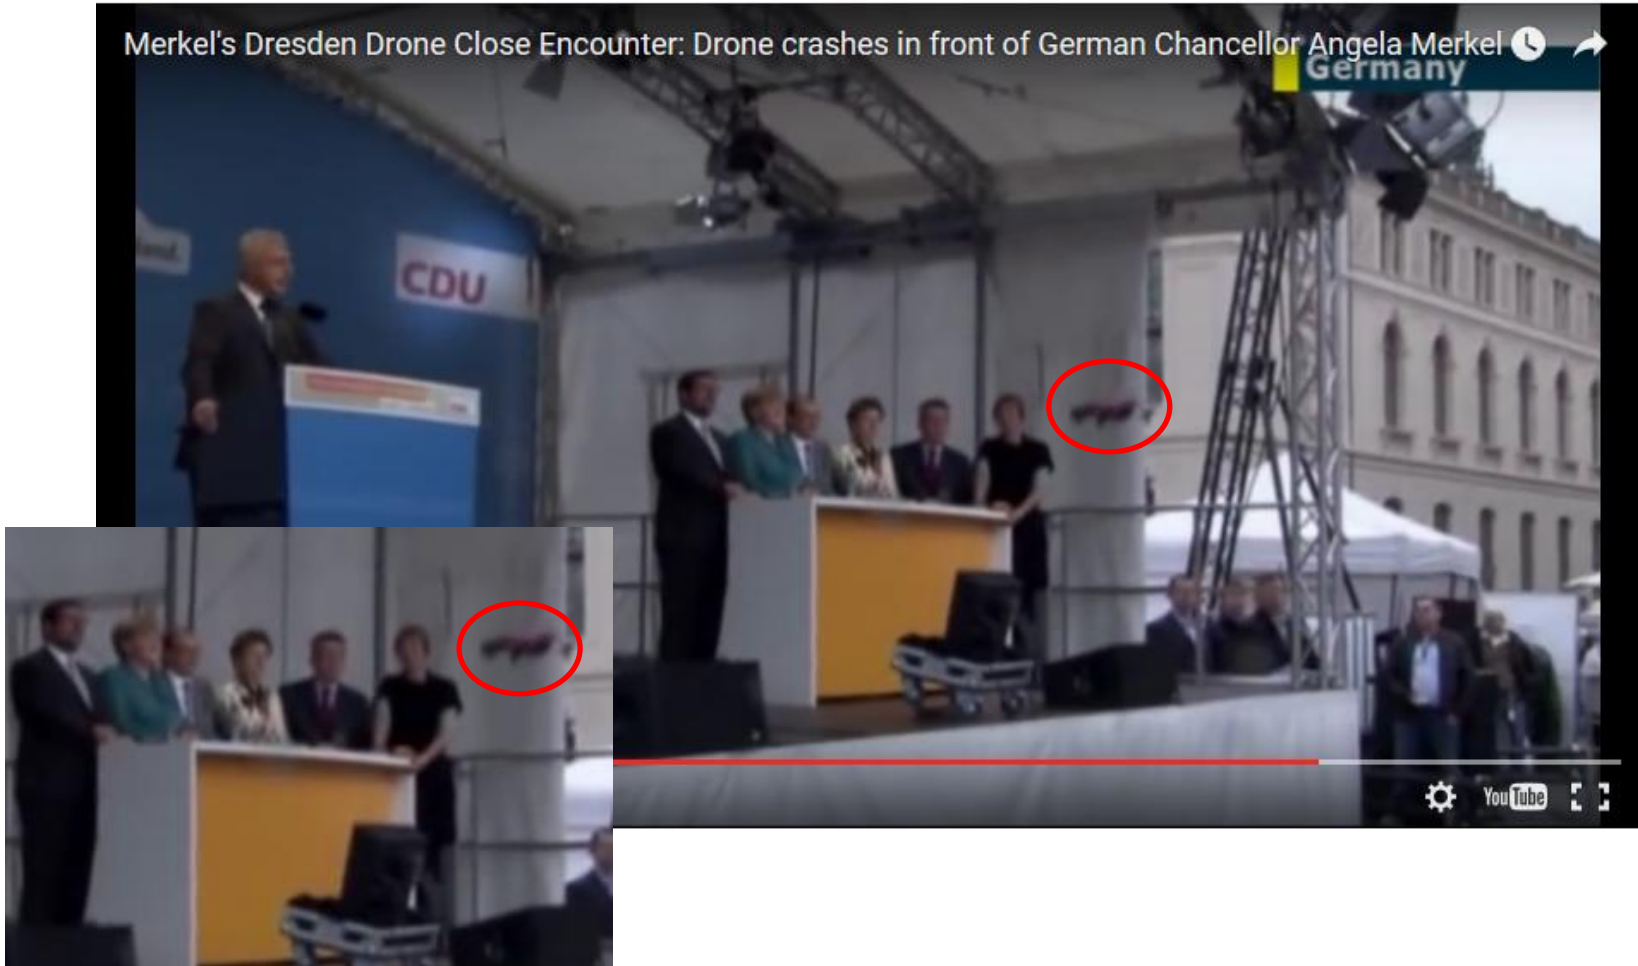 Merkel's Dresden Drone Close Encounter: Drone crashes in front of German Chancellor Angela Merkel
Germany
CDU
YouTube